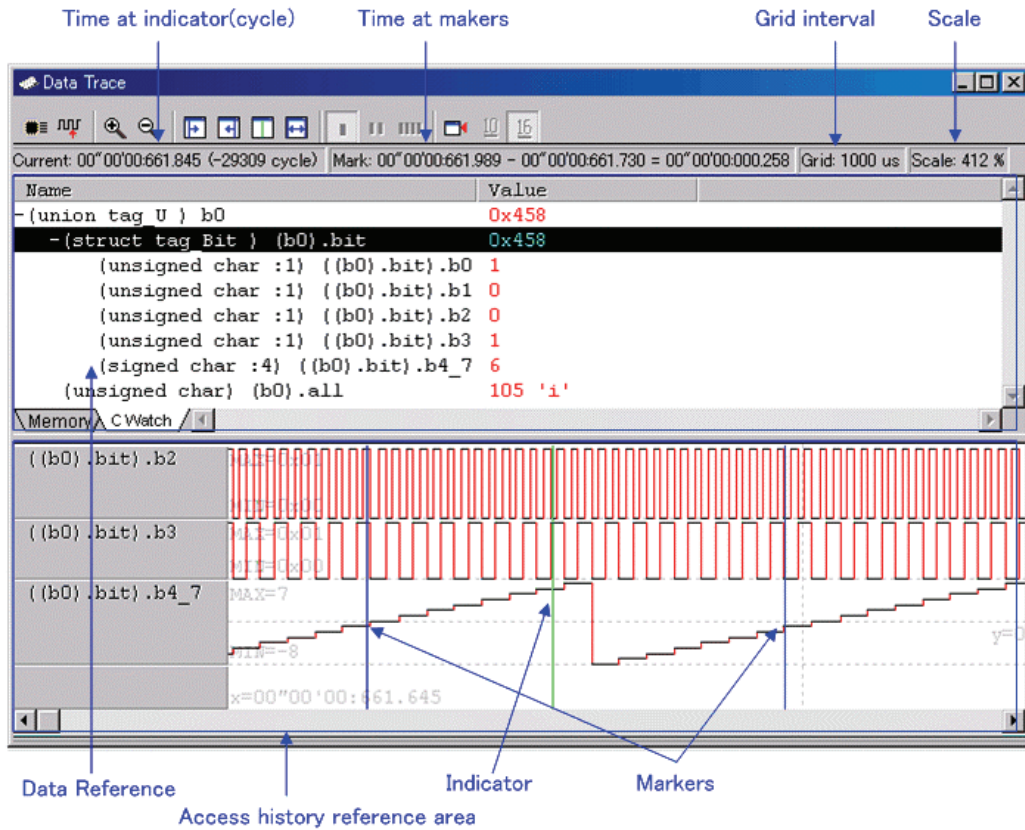 Time at indicator(cycle) Time at makers Grid interval Scale
Data Trace
10 16
Current: 00"00'00:661.845 (-29309 cycle) Mark: 00"00'00:661.989 - 00"00'00:661.730 = 00"00'00:000.258 Grid: 1000 us Scale: 412 %
Name Value
-(union tag_U ) b0 0x458
-(struct tag_Bit ) (b0).bit 0x458
(unsigned char :1) ((b0).bit).b0 1
(unsigned char :1) ((b0).bit).b1 0
(unsigned char :1) ((b0).bit).b2 0
(unsigned char :1) ((b0).bit).b3 1
(signed char :4) ((b0).bit).b4_7 6
(unsigned char) (b0).all 105 'i'
Memory C Watch
((b0).bit).b2 MAX=0x01
MIN=0x00
((b0).bit).b3 MAX=0x01
MIN=0x00
((b0).bit).b4_7 MAX=7
y=0
MIN=-8
x=00"00'00:661.645
Data Reference Indicator Markers
Access history reference area